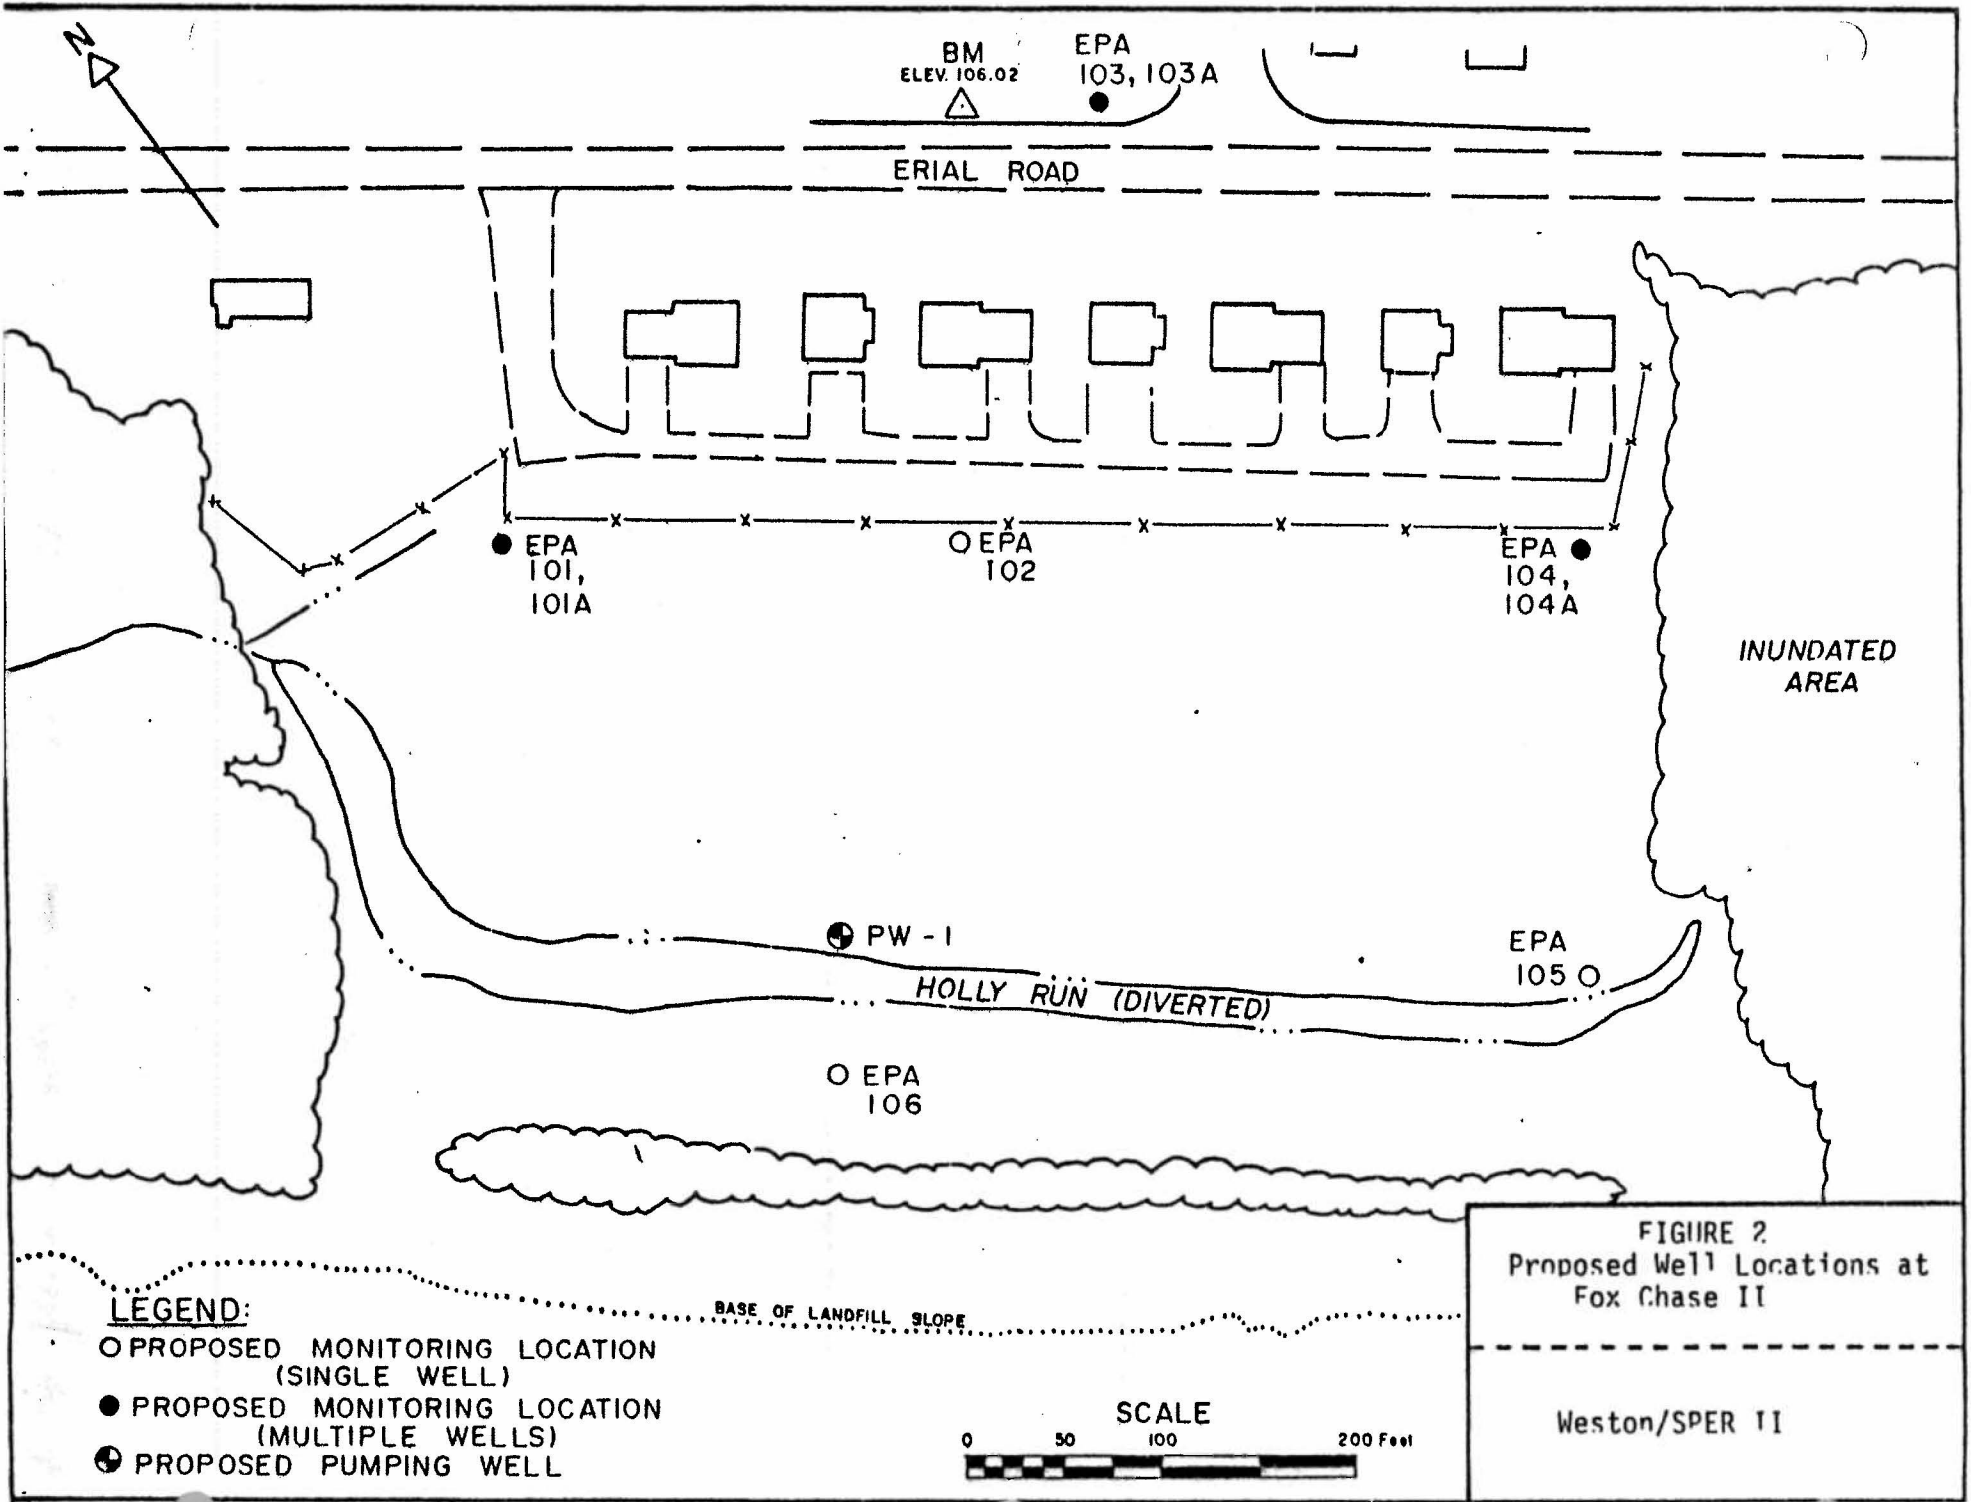 N
BM
ELEV. 106.02
EPA
103, 103A
ERIAL ROAD
EPA
101,
101A
EPA
102
EPA
104,
104A
INUNDATED
AREA
PW-1
EPA
105
HOLLY RUN (DIVERTED)
EPA
106
BASE OF LANDFILL SLOPE
LEGEND:
PROPOSED MONITORING LOCATION
(SINGLE WELL)
PROPOSED MONITORING LOCATION
(MULTIPLE WELLS)
PROPOSED PUMPING WELL
SCALE
0 50 100 200 Feet
FIGURE 2
Proposed Well Locations at
Fox Chase II
Weston/SPER II